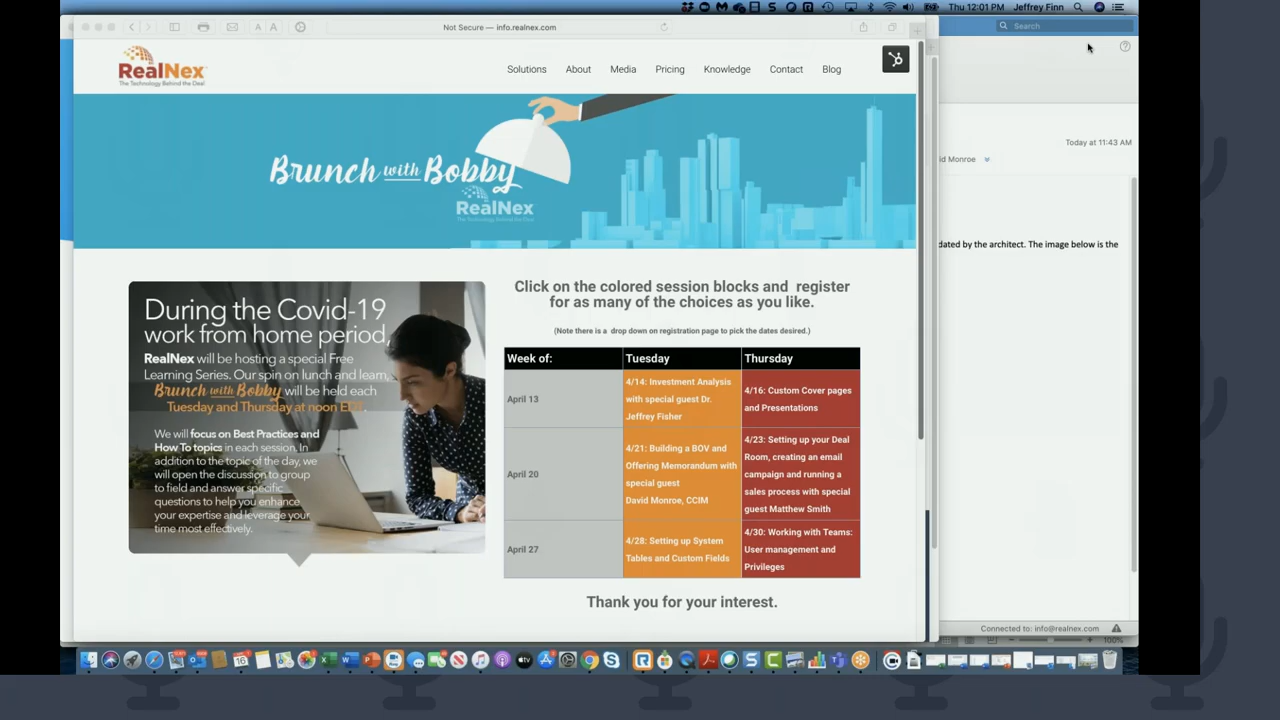 Thu 12:01 PM Jeffrey Finn
Not Secure — info.realnex.com
Search
A A
RealNex
The Technology Behind the Deal
Solutions About Media Pricing Knowledge Contact Blog
Today at 11:43 AM
id Monroe
Brunch with Bobby
RealNex
The Technology Behind the Deal
dated by the architect. The image below is the
During the Covid-19
work from home period,
RealNex will be hosting a special Free
Learning Series. Our spin on lunch and learn,
Brunch with Bobby will be held each
Tuesday and Thursday at noon EDT.
We will focus on Best Practices and
How To topics in each session. In
addition to the topic of the day, we
will open the discussion to group
to field and answer specific
questions to help you enhance
your expertise and leverage your
time most effectively.
Click on the colored session blocks and register
for as many of the choices as you like.
(Note there is a drop down on registration page to pick the dates desired.)
Week of: Tuesday Thursday
April 13
4/14: Investment Analysis
with special guest Dr.
Jeffrey Fisher
4/16: Custom Cover pages
and Presentations
April 20
4/21: Building a BOV and
Offering Memorandum with
special guest
David Monroe, CCIM
4/23: Setting up your Deal
Room, creating an email
campaign and running a
sales process with special
guest Matthew Smith
April 27
4/28: Setting up System
Tables and Custom Fields
4/30: Working with Teams:
User management and
Privileges
Thank you for your interest.
Connected to: info@realnex.com
100%